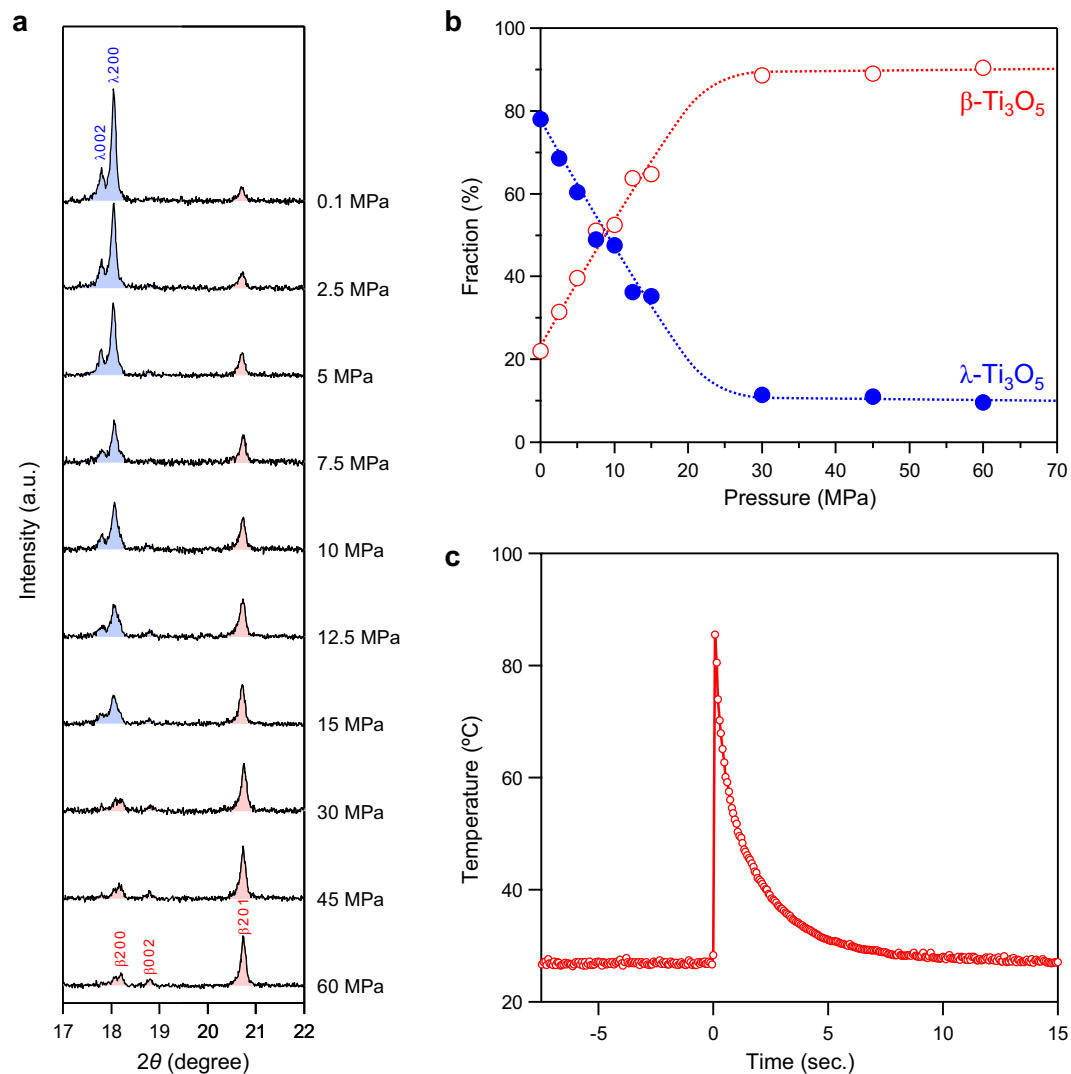 a
Intensity (a.u.)
λ002
λ200
0.1 MPa
2.5 MPa
5 MPa
7.5 MPa
10 MPa
12.5 MPa
15 MPa
30 MPa
45 MPa
60 MPa
β200
β002
β201
17 18 19 20 21 22
2θ (degree)
b
Fraction (%)
100
80
60
40
20
0
β-Ti₃O₅
λ-Ti₃O₅
0 10 20 30 40 50 60 70
Pressure (MPa)
c
Temperature (ºC)
100
80
60
40
20
-5 0 5 10 15
Time (sec.)